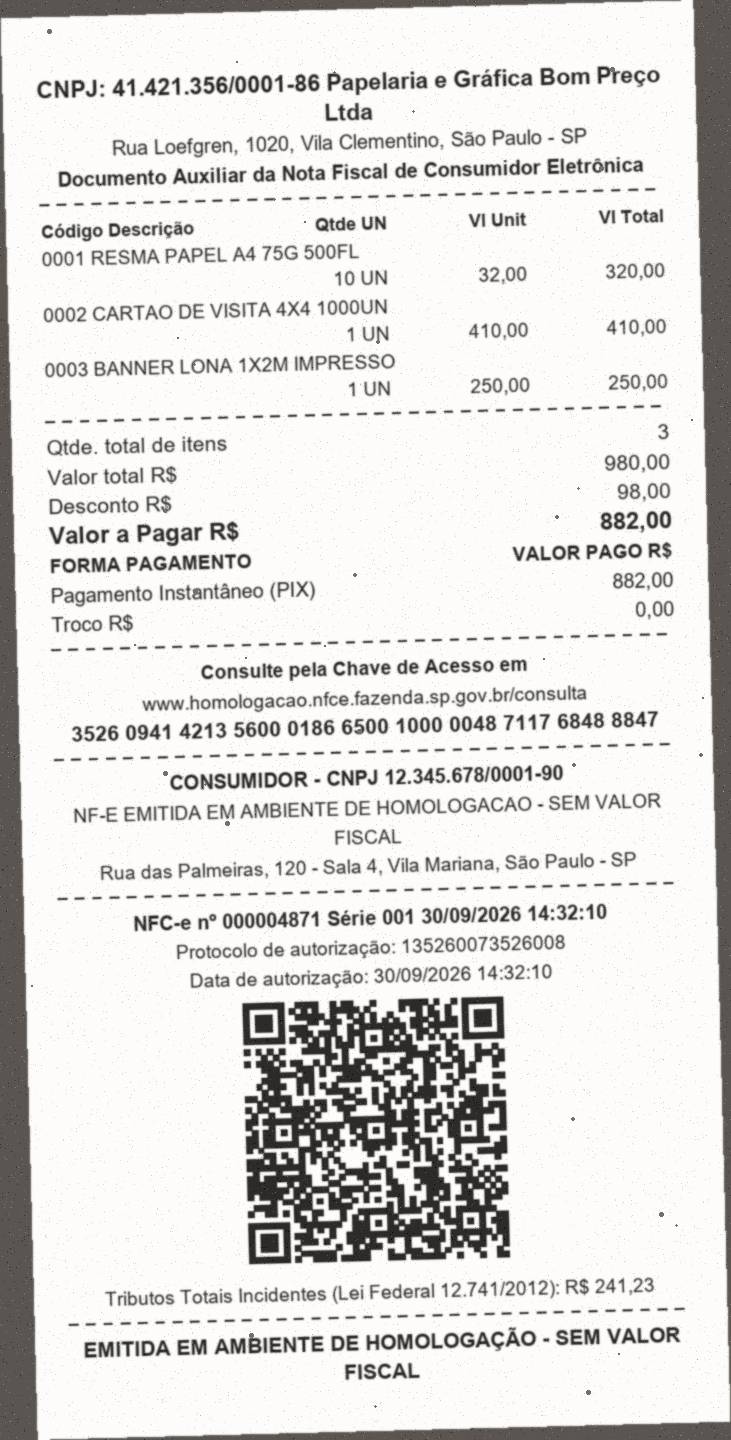 CNPJ: 41.421.356/0001-86 Papelaria e Gráfica Bom Preço
Ltda
Rua Loefgren, 1020, Vila Clementino, São Paulo - SP
Documento Auxiliar da Nota Fiscal de Consumidor Eletrônica
Código Descrição Qtde UN Vl Unit Vl Total
0001 RESMA PAPEL A4 75G 500FL
10 UN 32,00 320,00
0002 CARTAO DE VISITA 4X4 1000UN
1 UN 410,00 410,00
0003 BANNER LONA 1X2M IMPRESSO
1 UN 250,00 250,00
Qtde. total de itens 3
Valor total R$ 980,00
Desconto R$ 98,00
Valor a Pagar R$ 882,00
FORMA PAGAMENTO VALOR PAGO R$
Pagamento Instantâneo (PIX) 882,00
Troco R$ 0,00
Consulte pela Chave de Acesso em
www.homologacao.nfce.fazenda.sp.gov.br/consulta
3526 0941 4213 5600 0186 6500 1000 0048 7117 6848 8847
CONSUMIDOR - CNPJ 12.345.678/0001-90
NF-E EMITIDA EM AMBIENTE DE HOMOLOGACAO - SEM VALOR
FISCAL
Rua das Palmeiras, 120 - Sala 4, Vila Mariana, São Paulo - SP
NFC-e nº 000004871 Série 001 30/09/2026 14:32:10
Protocolo de autorização: 135260073526008
Data de autorização: 30/09/2026 14:32:10
Tributos Totais Incidentes (Lei Federal 12.741/2012): R$ 241,23
EMITIDA EM AMBIENTE DE HOMOLOGAÇÃO - SEM VALOR
FISCAL